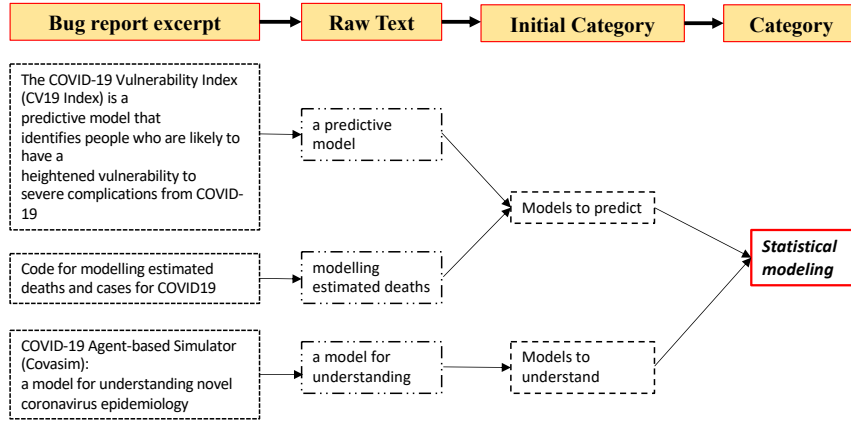 Bug report excerpt
Raw Text
Initial Category
Category
The COVID-19 Vulnerability Index
(CV19 Index) is a
predictive model that
identifies people who are likely to
have a
heightened vulnerability to
severe complications from COVID-
19
a predictive
model
Models to predict
Statistical
modeling
Code for modelling estimated
deaths and cases for COVID19
modelling
estimated deaths
COVID-19 Agent-based Simulator
(Covasim):
a model for understanding novel
coronavirus epidemiology
a model for
understanding
Models to
understand